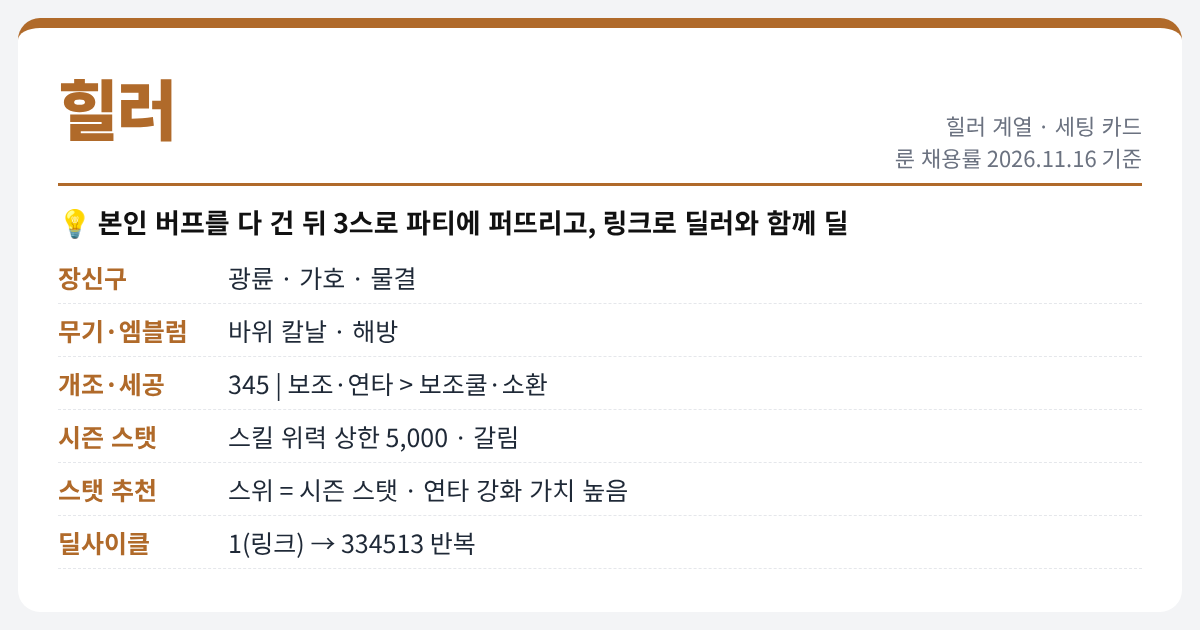 힐러
힐러 계열 · 세팅 카드
룬 채용률 2026.11.16 기준
💡 본인 버프를 다 건 뒤 3스로 파티에 퍼뜨리고, 링크로 딜러와 함께 딜
장신구 광륜 · 가호 · 물결
무기·엠블럼 바위 칼날 · 해방
개조·세공 345 | 보조·연타 > 보조쿨·소환
시즌 스탯 스킬 위력 상한 5,000 · 갈림
스탯 추천 스위 = 시즌 스탯 · 연타 강화 가치 높음
딜사이클 1(링크) → 334513 반복